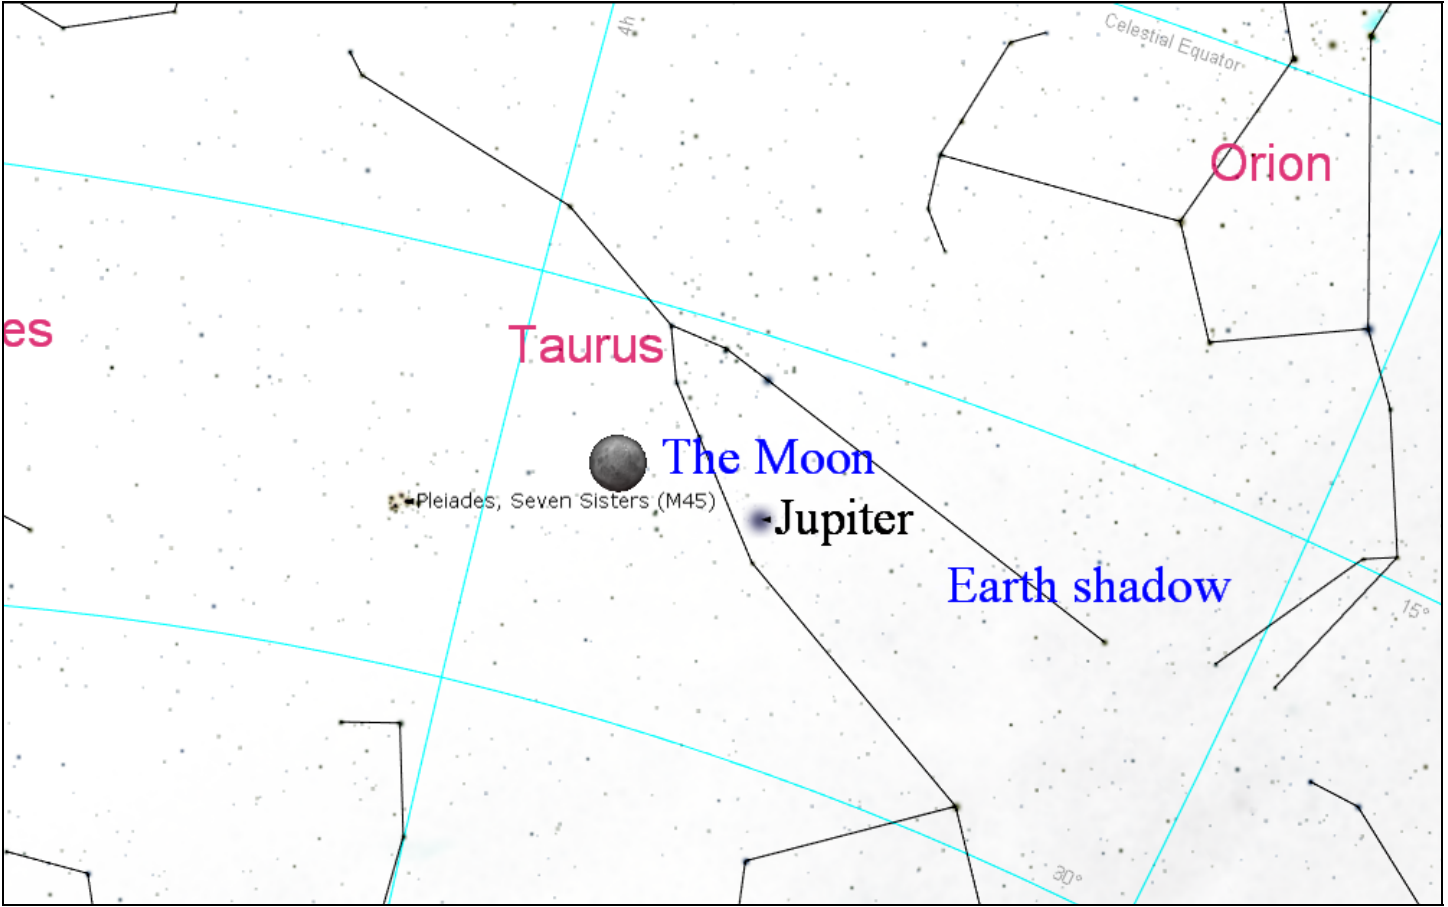 4h
Celestial Equator
Orion
es
Taurus
The Moon
Pleiades, Seven Sisters (M45)
Jupiter
Earth shadow
15°
30°